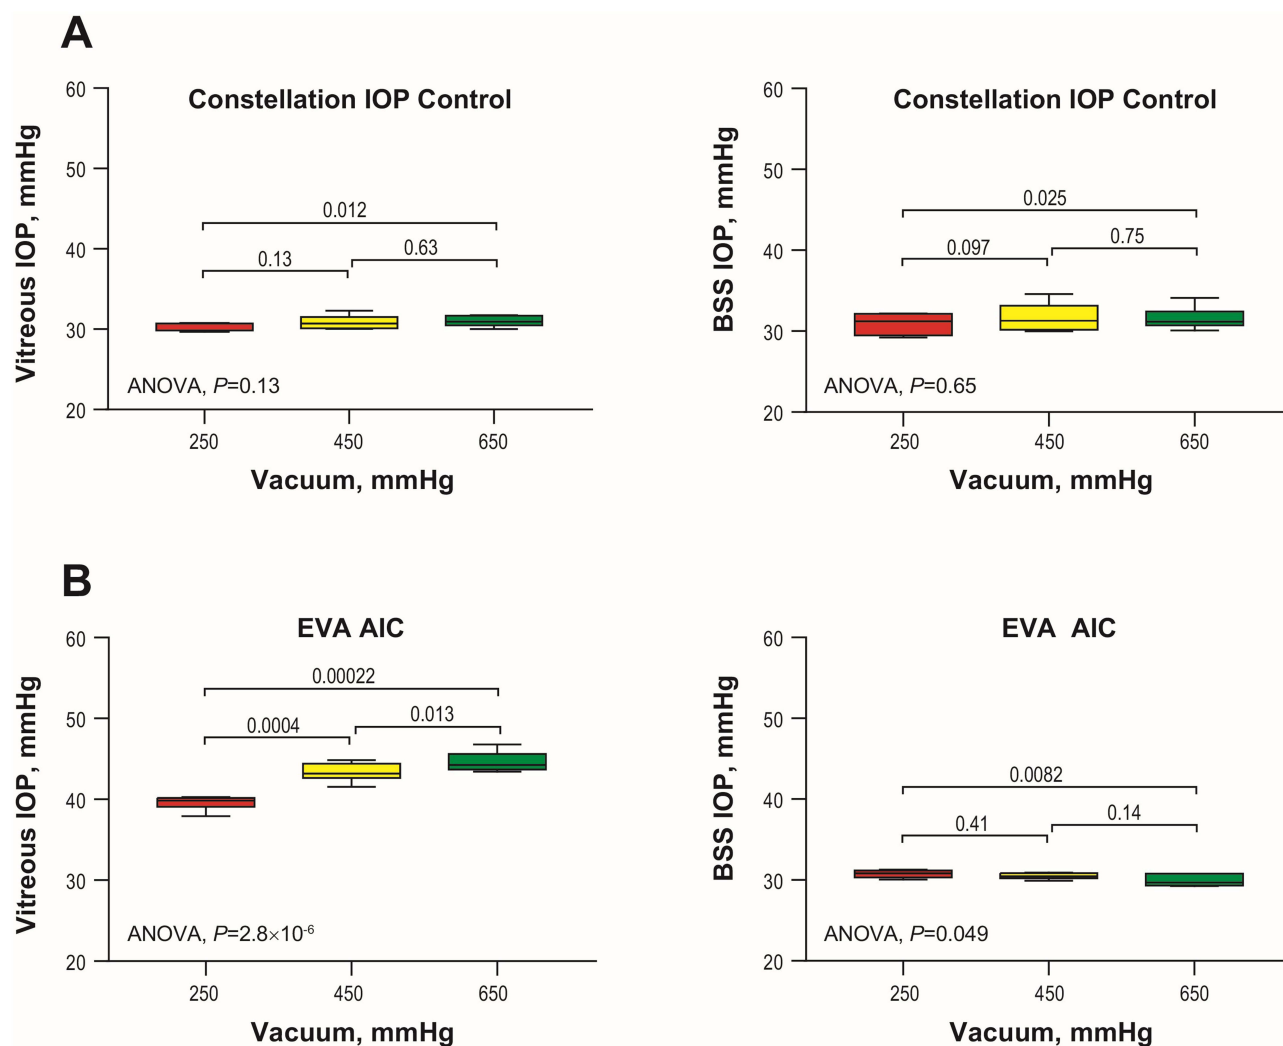 A
Constellation IOP Control
Vitreous IOP, mmHg
60
50
40
30
20
0.012
0.13
0.63
ANOVA, P=0.13
250
450
650
Vacuum, mmHg
Constellation IOP Control
BSS IOP, mmHg
60
50
40
30
20
0.025
0.097
0.75
ANOVA, P=0.65
250
450
650
Vacuum, mmHg
B
EVA AIC
Vitreous IOP, mmHg
60
50
40
30
20
0.00022
0.0004
0.013
ANOVA, P=2.8×10⁻⁶
250
450
650
Vacuum, mmHg
EVA AIC
BSS IOP, mmHg
60
50
40
30
20
0.0082
0.41
0.14
ANOVA, P=0.049
250
450
650
Vacuum, mmHg